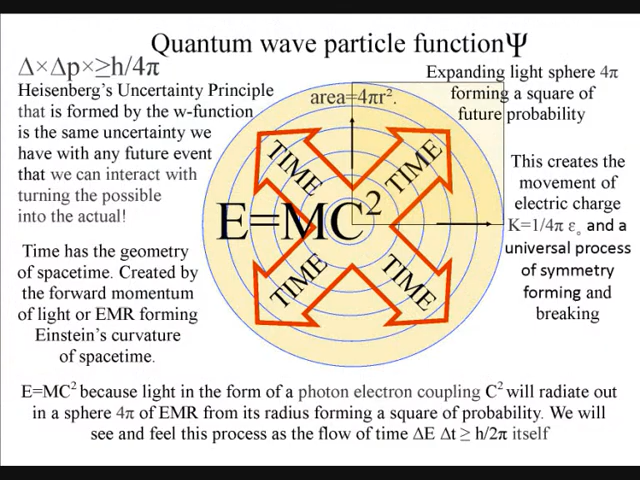 Quantum wave particle functionΨ
Δ×Δp×≥h/4π
Heisenberg's Uncertainty Principle
that is formed by the w-function
is the same uncertainty we
have with any future event
that we can interact with
turning the possible
into the actual!
Time has the geometry
of spacetime. Created by
the forward momentum
of light or EMR forming
Einstein's curvature
of spacetime.
area=4πr².
TIME
TIME
E=MC²
TIME
TIME
Expanding light sphere 4π
forming a square of
future probability
This creates the
movement of
electric charge
K=1/4π ε。 and a
universal process
of symmetry
forming and
breaking
E=MC² because light in the form of a photon electron coupling C² will radiate out
in a sphere 4π of EMR from its radius forming a square of probability. We will
see and feel this process as the flow of time ΔE Δt ≥ h/2π itself